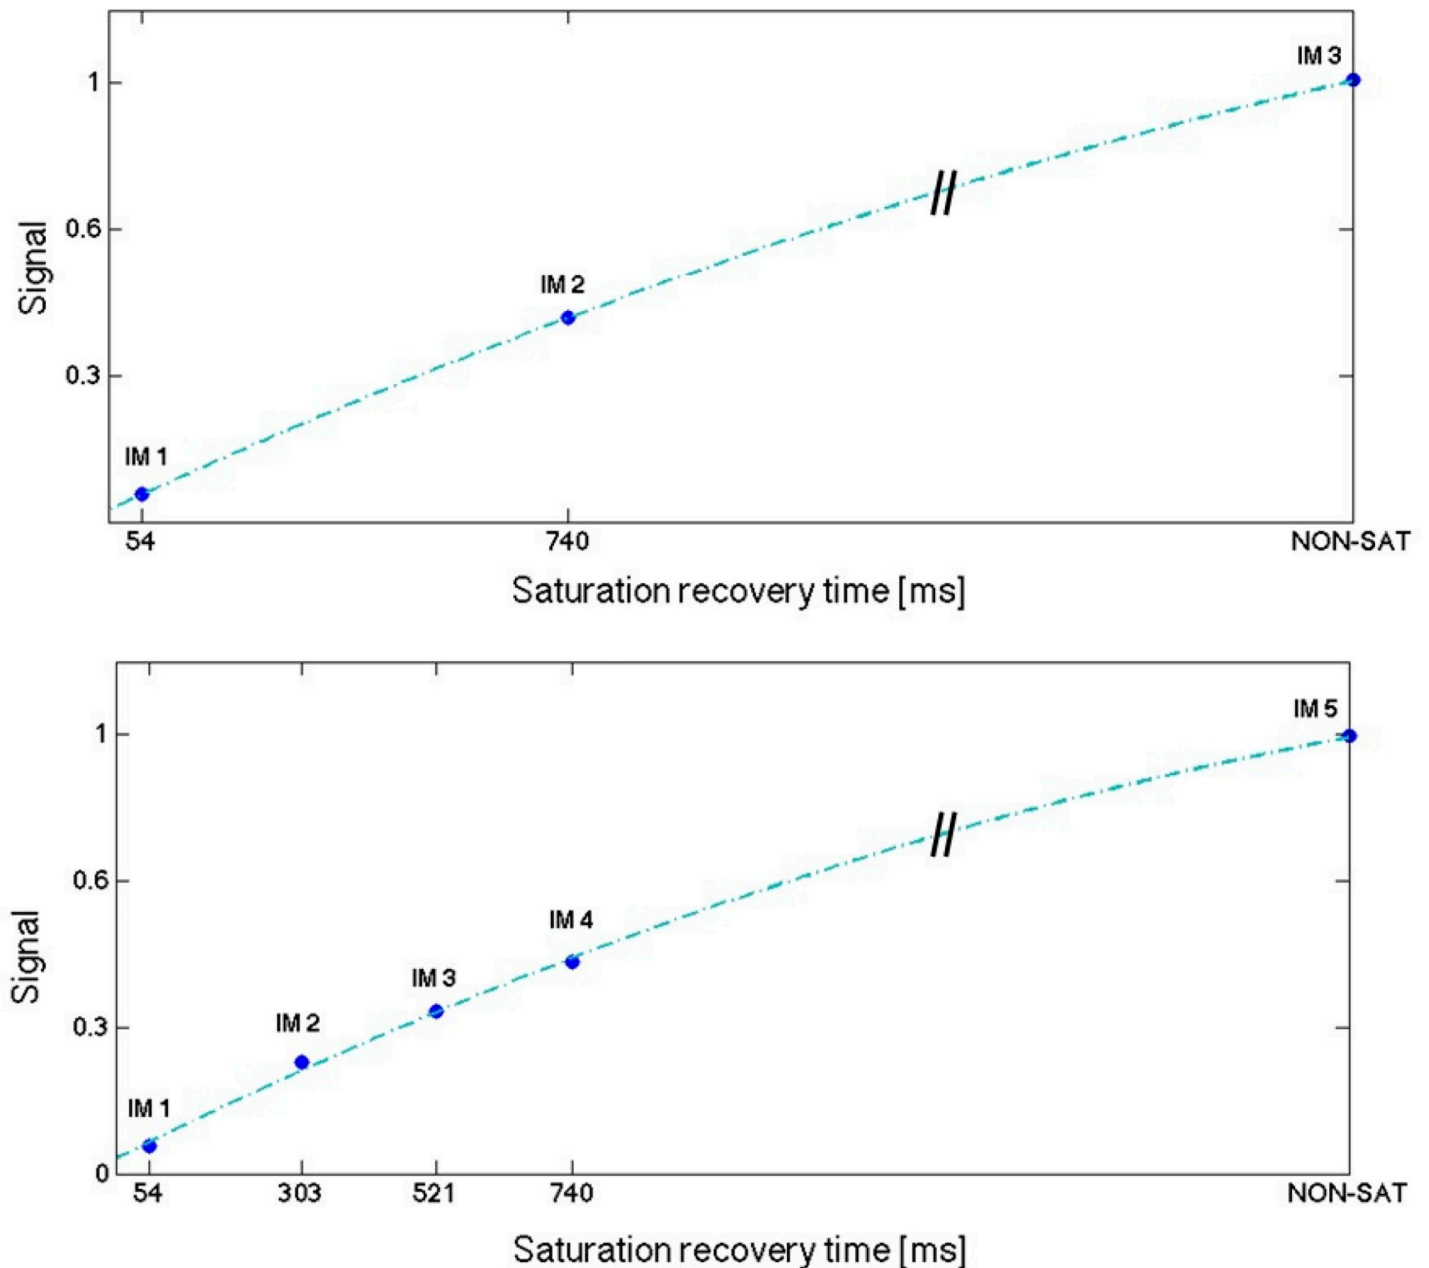 IM 3
1
Signal
0.6
IM 2
0.3
IM 1
54 740 NON-SAT
Saturation recovery time [ms]
IM 5
1
Signal
0.6
IM 4
IM 3
0.3
IM 2
IM 1
0
54 303 521 740 NON-SAT
Saturation recovery time [ms]